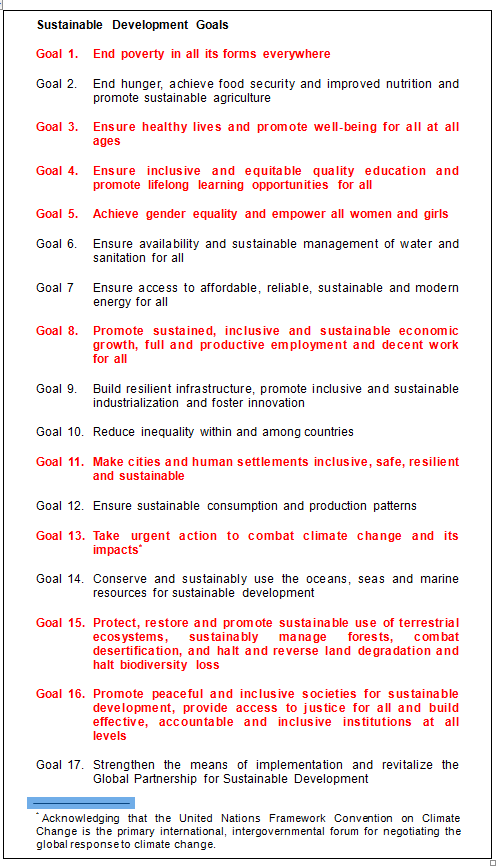 Sustainable Development Goals
Goal 1. End poverty in all its forms everywhere
Goal 2. End hunger, achieve food security and improved nutrition and
promote sustainable agriculture
Goal 3. Ensure healthy lives and promote well-being for all at all
ages
Goal 4. Ensure inclusive and equitable quality education and
promote lifelong learning opportunities for all
Goal 5. Achieve gender equality and empower all women and girls
Goal 6. Ensure availability and sustainable management of water and
sanitation for all
Goal 7 Ensure access to affordable, reliable, sustainable and modern
energy for all
Goal 8. Promote sustained, inclusive and sustainable economic
growth, full and productive employment and decent work
for all
Goal 9. Build resilient infrastructure, promote inclusive and sustainable
industrialization and foster innovation
Goal 10. Reduce inequality within and among countries
Goal 11. Make cities and human settlements inclusive, safe, resilient
and sustainable
Goal 12. Ensure sustainable consumption and production patterns
Goal 13. Take urgent action to combat climate change and its
impacts*
Goal 14. Conserve and sustainably use the oceans, seas and marine
resources for sustainable development
Goal 15. Protect, restore and promote sustainable use of terrestrial
ecosystems, sustainably manage forests, combat
desertification, and halt and reverse land degradation and
halt biodiversity loss
Goal 16. Promote peaceful and inclusive societies for sustainable
development, provide access to justice for all and build
effective, accountable and inclusive institutions at all
levels
Goal 17. Strengthen the means of implementation and revitalize the
Global Partnership for Sustainable Development
* Acknowledging that the United Nations Framework Convention on Climate
Change is the primary international, intergovernmental forum for negotiating the
global response to climate change.